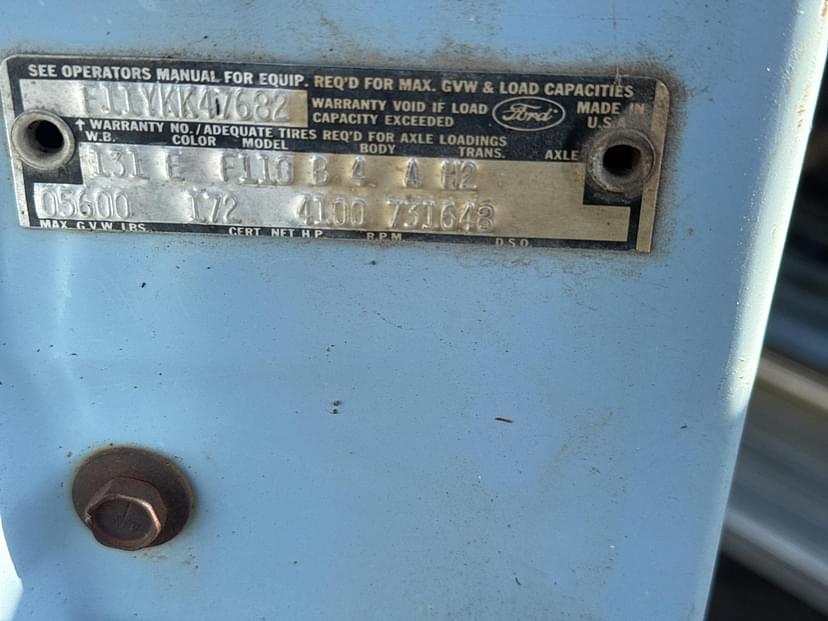 SEE OPERATORS MANUAL FOR EQUIP. REQ'D FOR MAX. GVW & LOAD CAPACITIES
F11YKK47682 WARRANTY VOID IF LOAD CAPACITY EXCEEDED Ford MADE IN U.S.A.
↑ WARRANTY NO./ADEQUATE TIRES REQ'D FOR AXLE LOADINGS
W.B. COLOR MODEL BODY TRANS. AXLE
131 E F110 B 4 A H2
05600 172 4100 731648
MAX. G.V.W. LBS. CERT. NET H.P. R.P.M. D.S.O.